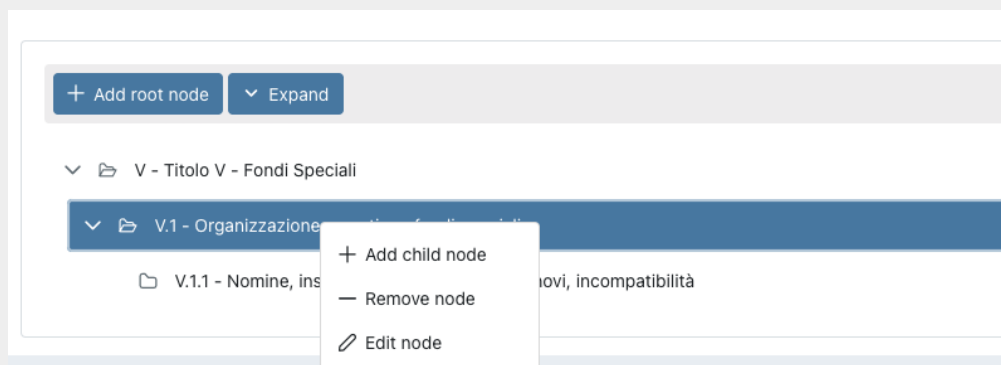 Add root node
Expand
V - Titolo V - Fondi Speciali
V.1 - Organizzazione
Add child node
V.1.1 - Nomine, ins ovi, incompatibilità
Remove node
Edit node